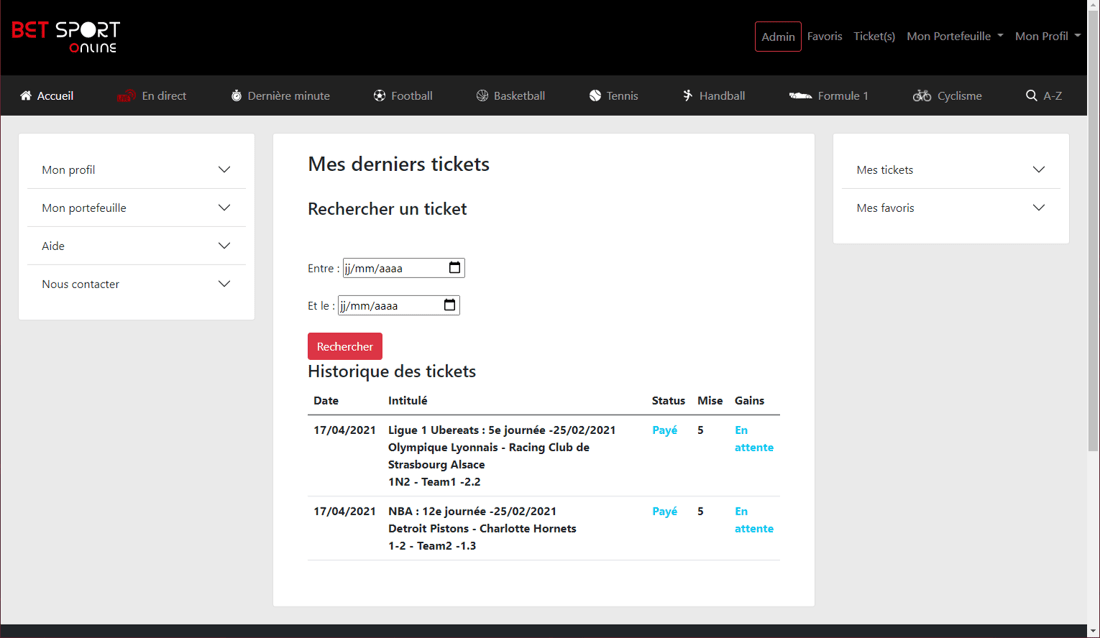 BET SPORT
ONLINE
Admin Favoris Ticket(s) Mon Portefeuille Mon Profil
Accueil En direct Dernière minute Football Basketball Tennis Handball Formule 1 Cyclisme A-Z
Mon profil
Mon portefeuille
Aide
Nous contacter
Mes derniers tickets
Rechercher un ticket
Entre : jj/mm/aaaa
Et le : jj/mm/aaaa
Rechercher
Historique des tickets
Date Intitulé Status Mise Gains
17/04/2021 Ligue 1 Ubereats : 5e journée -25/02/2021 Payé 5 En
Olympique Lyonnais - Racing Club de attente
Strasbourg Alsace
1N2 - Team1 -2.2
17/04/2021 NBA : 12e journée -25/02/2021 Payé 5 En
Detroit Pistons - Charlotte Hornets attente
1-2 - Team2 -1.3
Mes tickets
Mes favoris